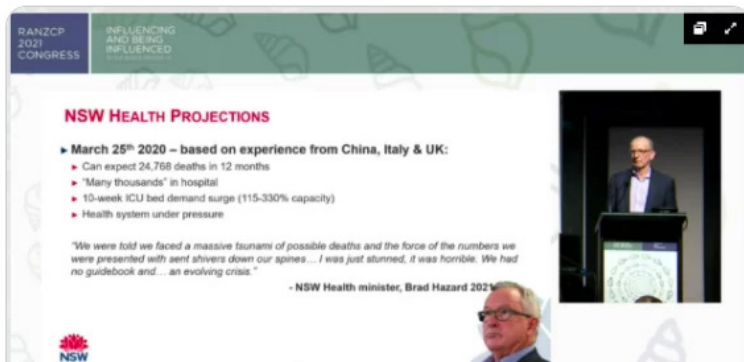 RANZCP
2021
CONGRESS
INFLUENCING
AND BEING
INFLUENCED
NSW HEALTH PROJECTIONS
March 25th 2020 – based on experience from China, Italy & UK:
Can expect 24,768 deaths in 12 months
"Many thousands" in hospital
10-week ICU bed demand surge (115-330% capacity)
Health system under pressure
"We were told we faced a massive tsunami of possible deaths and the force of the numbers we
were presented with sent shivers down our spines… I was just stunned, it was horrible. We had
no guidebook and… an evolving crisis."
- NSW Health minister, Brad Hazard 2021
NSW